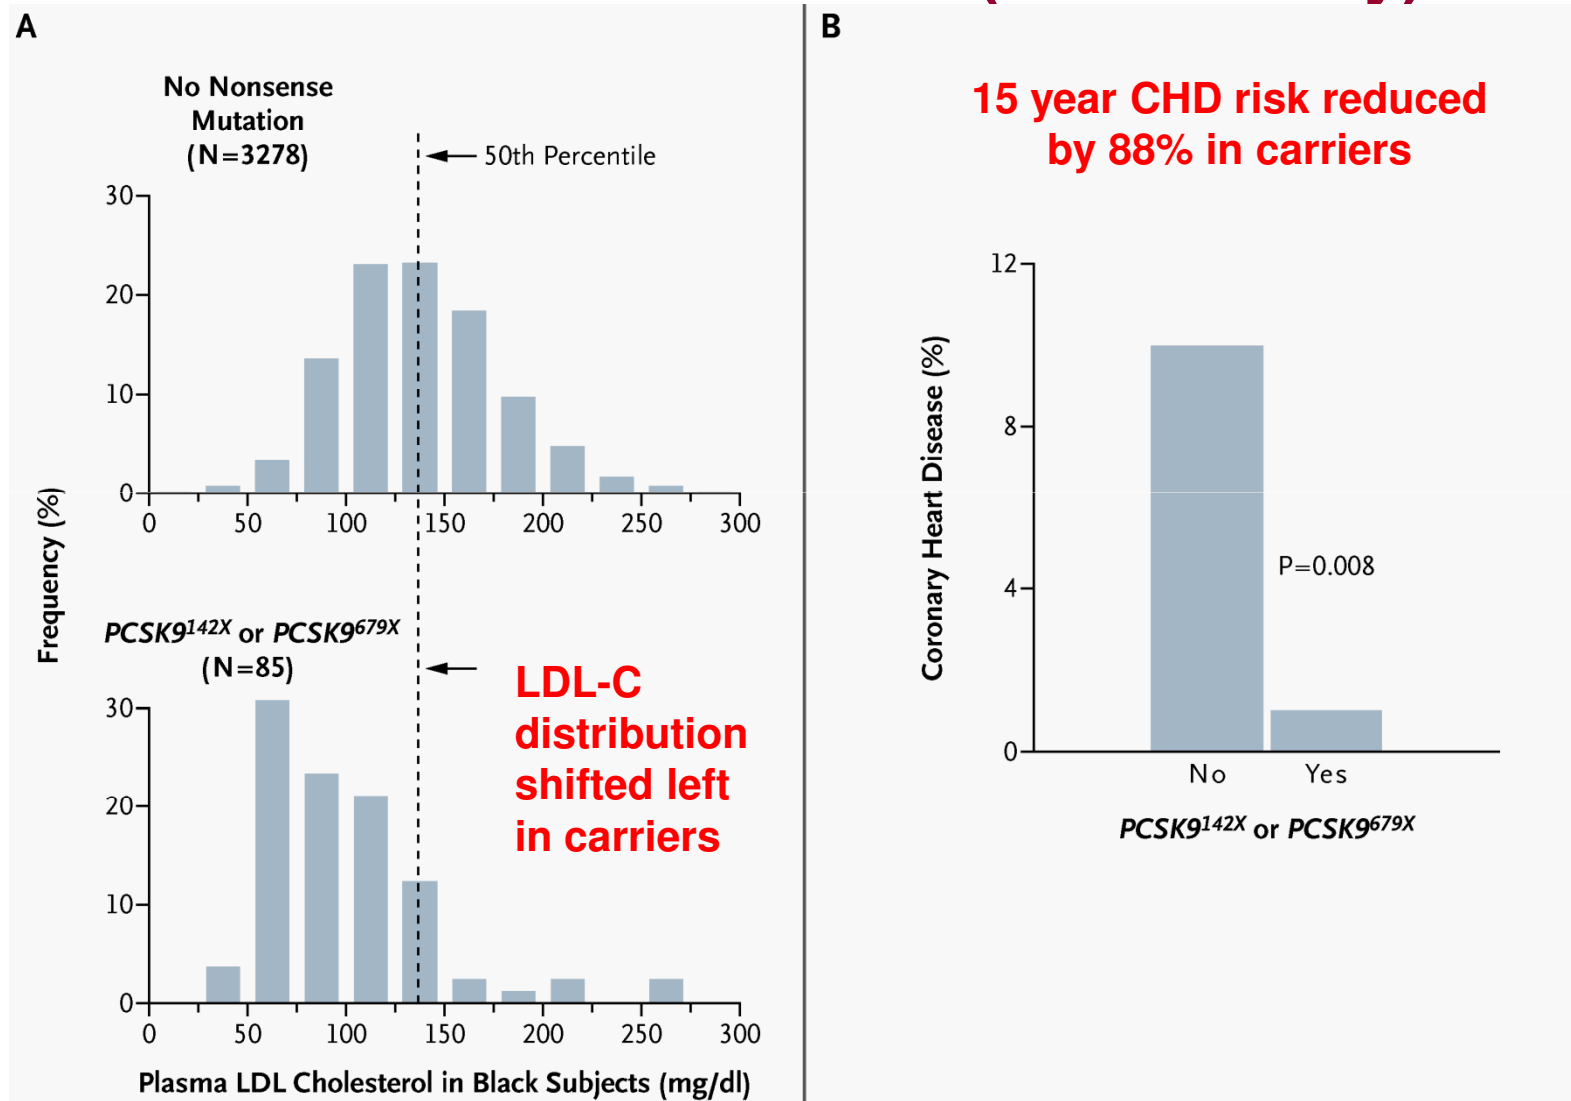 A
No Nonsense
Mutation
(N=3278)
50th Percentile
30
20
10
0
0 50 100 150 200 250 300
Frequency (%)
PCSK9142X or PCSK9679X
(N=85)
LDL-C
distribution
shifted left
in carriers
30
20
10
0
0 50 100 150 200 250 300
Plasma LDL Cholesterol in Black Subjects (mg/dl)
B
15 year CHD risk reduced
by 88% in carriers
12
8
4
0
Coronary Heart Disease (%)
P=0.008
No Yes
PCSK9142X or PCSK9679X